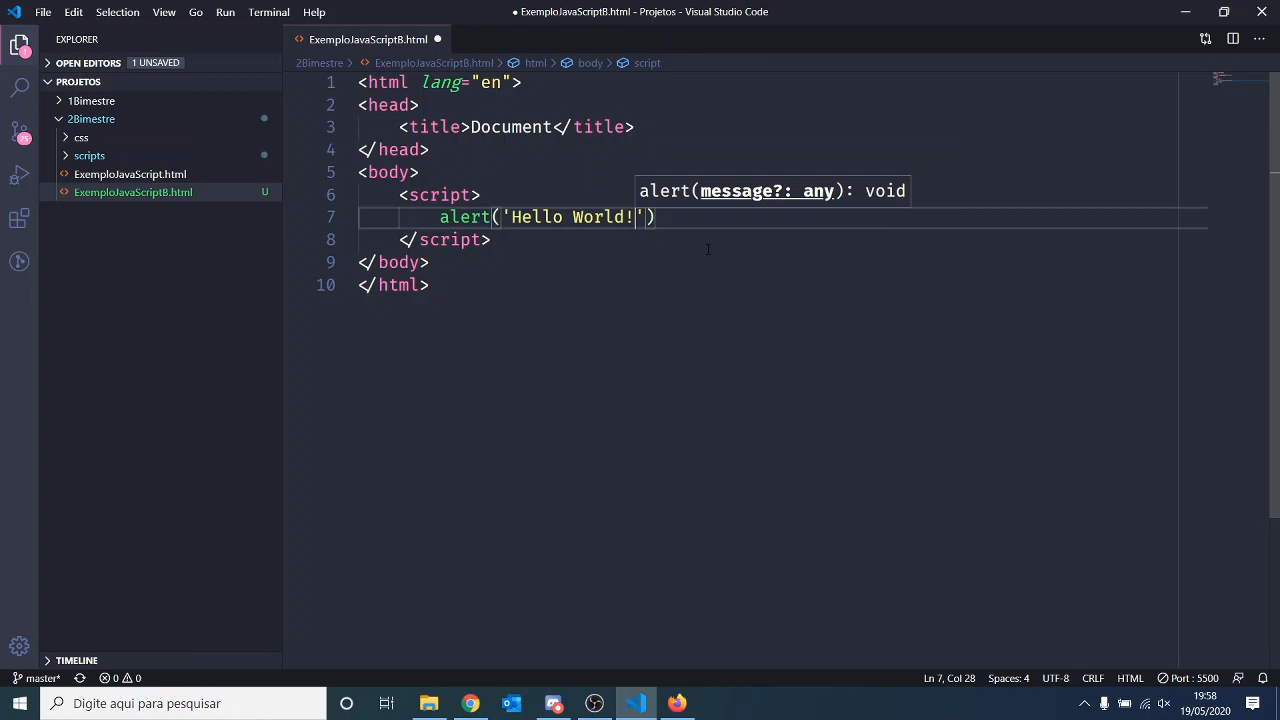 File Edit Selection View Go Run Terminal Help
● ExemploJavaScriptB.html - Projetos - Visual Studio Code
EXPLORER
OPEN EDITORS 1 UNSAVED
PROJETOS
1Bimestre
2Bimestre
css
scripts
ExemploJavaScript.html
ExemploJavaScriptB.html U
TIMELINE
1
25
ExemploJavaScriptB.html
2Bimestre > ExemploJavaScriptB.html > html > body > script
1 <html lang="en">
2 <head>
3 <title>Document</title>
4 </head>
5 <body>
6 <script>
alert(message?: any): void
7 alert('Hello World!')
8 </script>
9 </body>
10 </html>
master* 0 0 Ln 7, Col 28 Spaces: 4 UTF-8 CRLF HTML Port : 5500
Digite aqui para pesquisar
19:58
19/05/2020